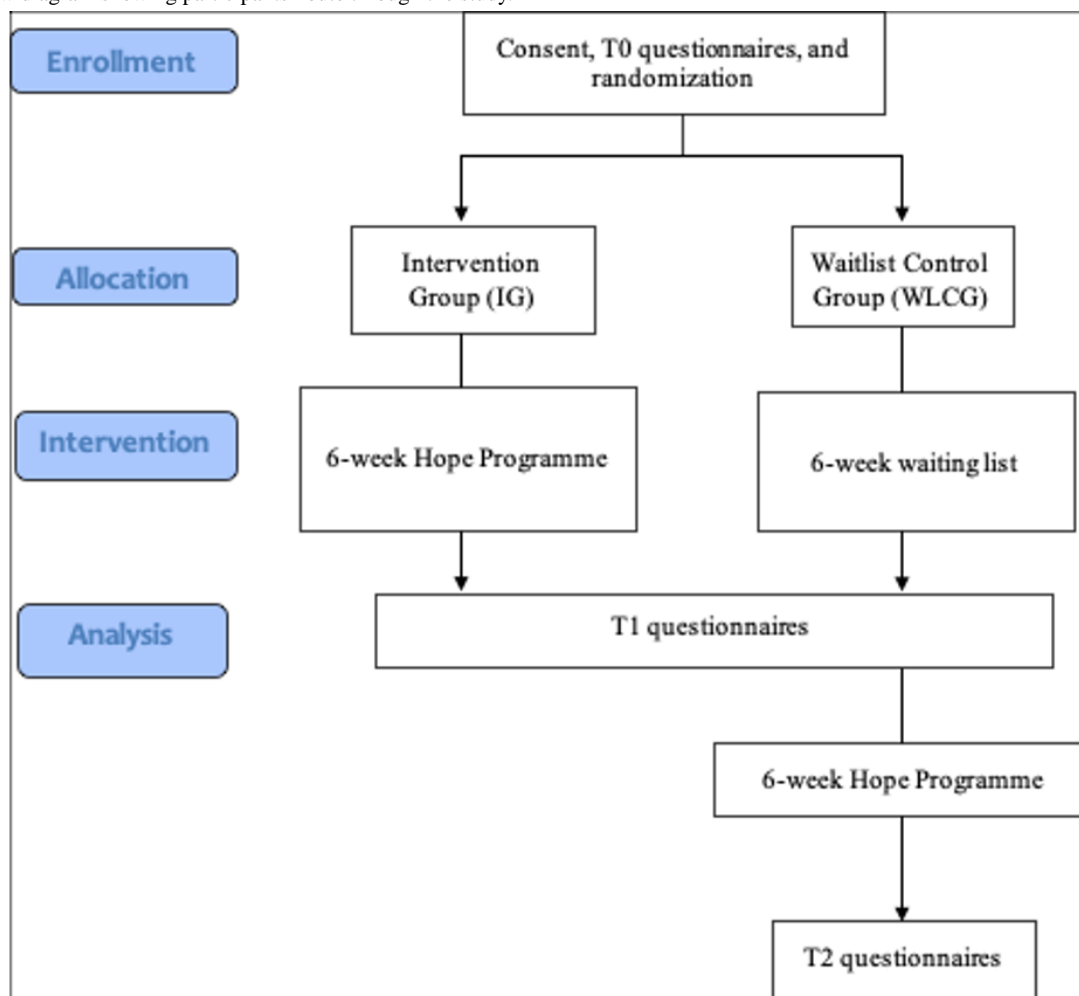 Enrollment
Consent, T0 questionnaires, and
randomization
Allocation
Intervention
Group (IG)
Waitlist Control
Group (WLCG)
Intervention
6-week Hope Programme
6-week waiting list
Analysis
T1 questionnaires
6-week Hope Programme
T2 questionnaires